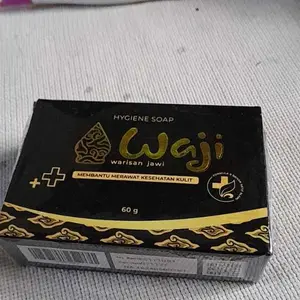 HYGIENE SOAP
Waji
warisan jawi
MEMBANTU MERAWAT KESEHATAN KULIT
60 g